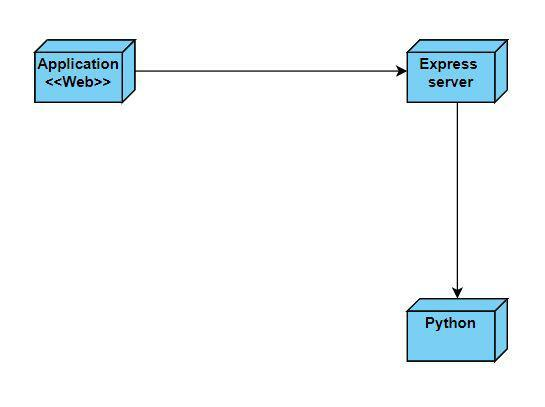 Application
<<Web>>
Express
server
Python